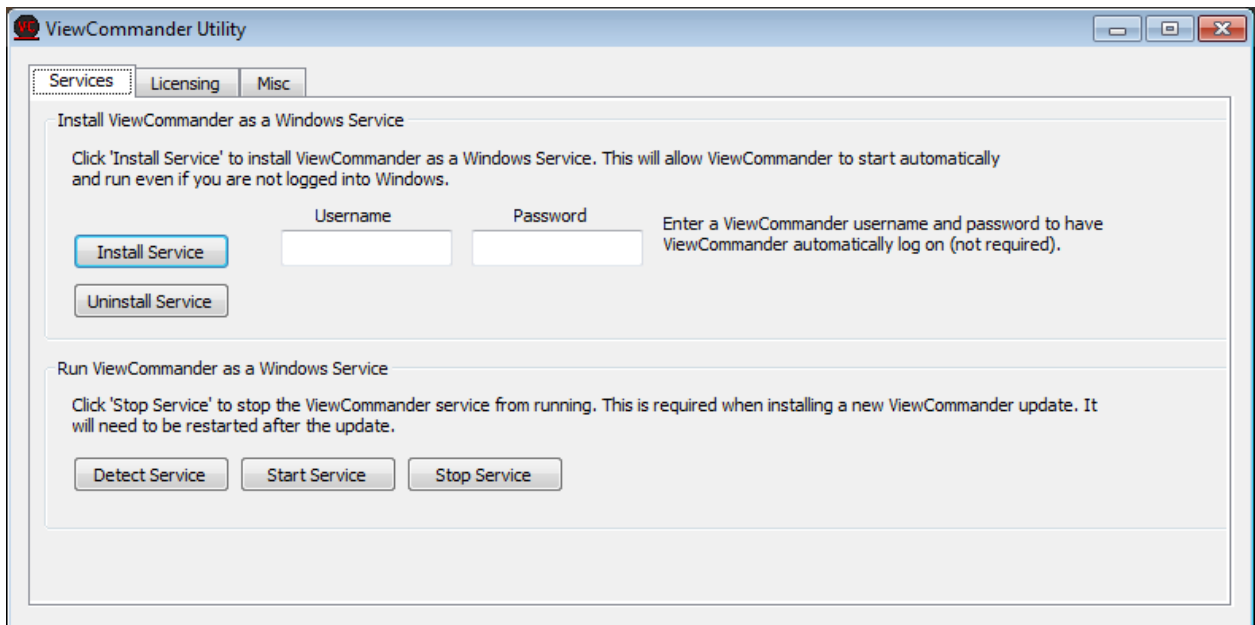 VC ViewCommander Utility
Services Licensing Misc
Install ViewCommander as a Windows Service
Click 'Install Service' to install ViewCommander as a Windows Service. This will allow ViewCommander to start automatically
and run even if you are not logged into Windows.
Username Password
Enter a ViewCommander username and password to have
ViewCommander automatically log on (not required).
Install Service
Uninstall Service
Run ViewCommander as a Windows Service
Click 'Stop Service' to stop the ViewCommander service from running. This is required when installing a new ViewCommander update. It
will need to be restarted after the update.
Detect Service Start Service Stop Service